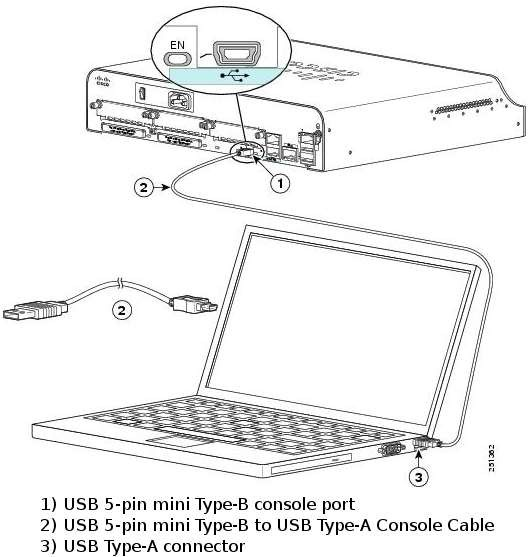 EN
CISCO
1
2
2
3
251362
1) USB 5-pin mini Type-B console port
2) USB 5-pin mini Type-B to USB Type-A Console Cable
3) USB Type-A connector